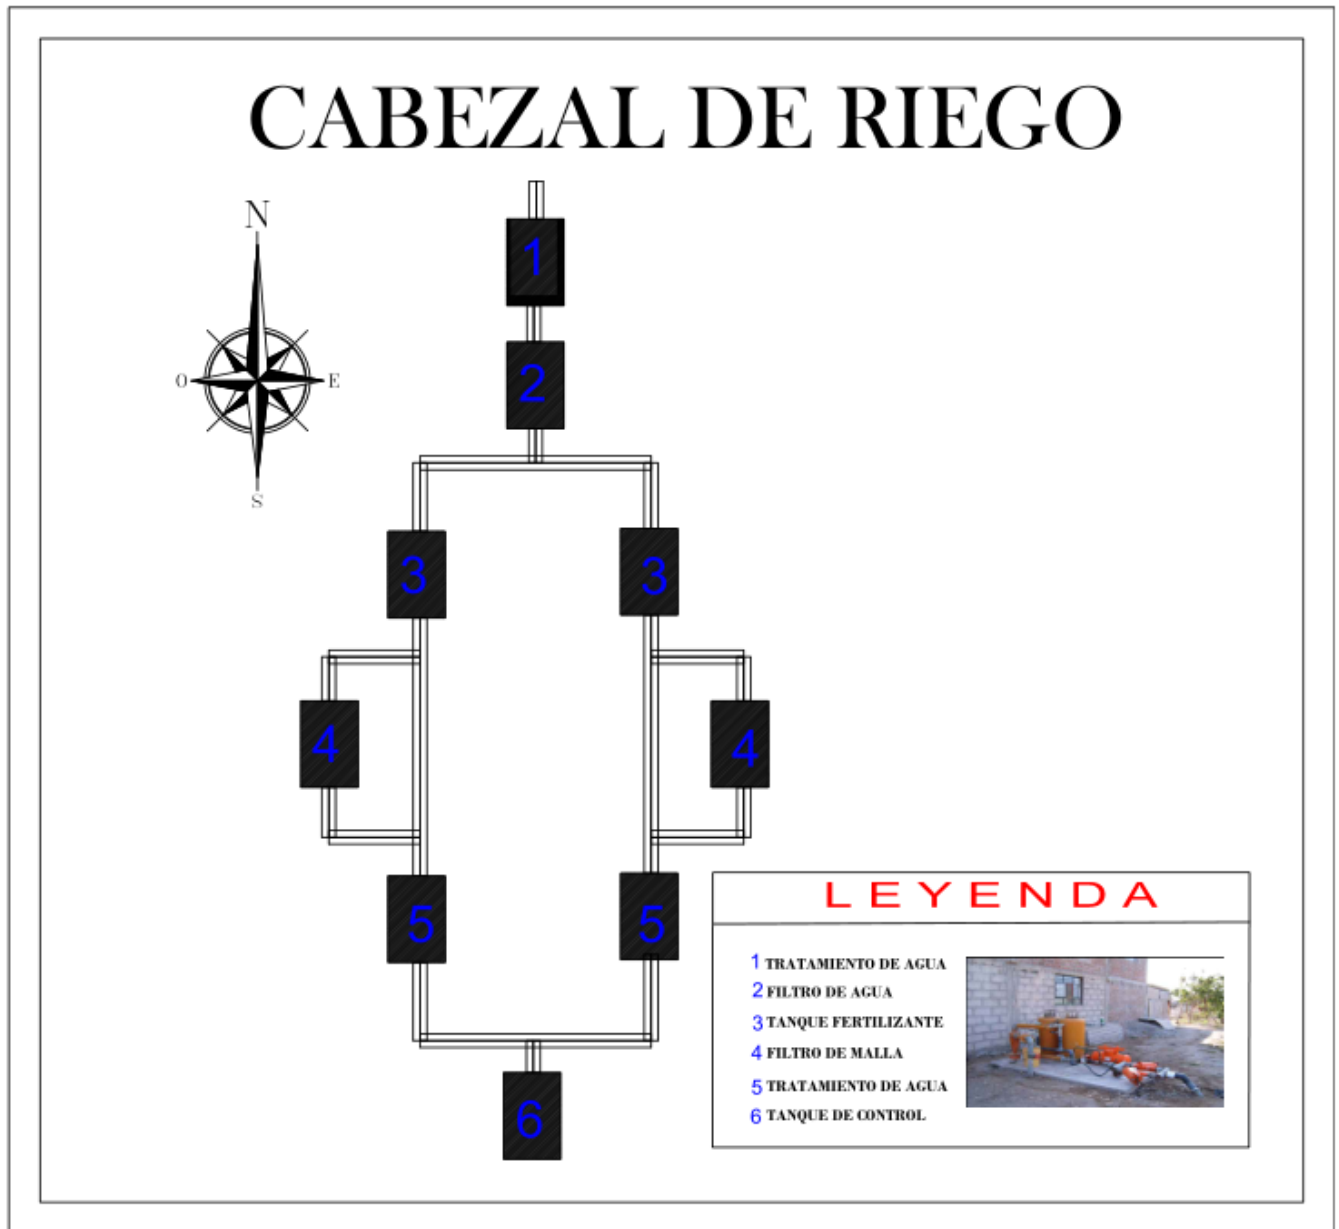 CABEZAL DE RIEGO
N
O
E
S
1
2
3
3
4
4
5
5
6
LEYENDA
1 TRATAMIENTO DE AGUA
2 FILTRO DE AGUA
3 TANQUE FERTILIZANTE
4 FILTRO DE MALLA
5 TRATAMIENTO DE AGUA
6 TANQUE DE CONTROL